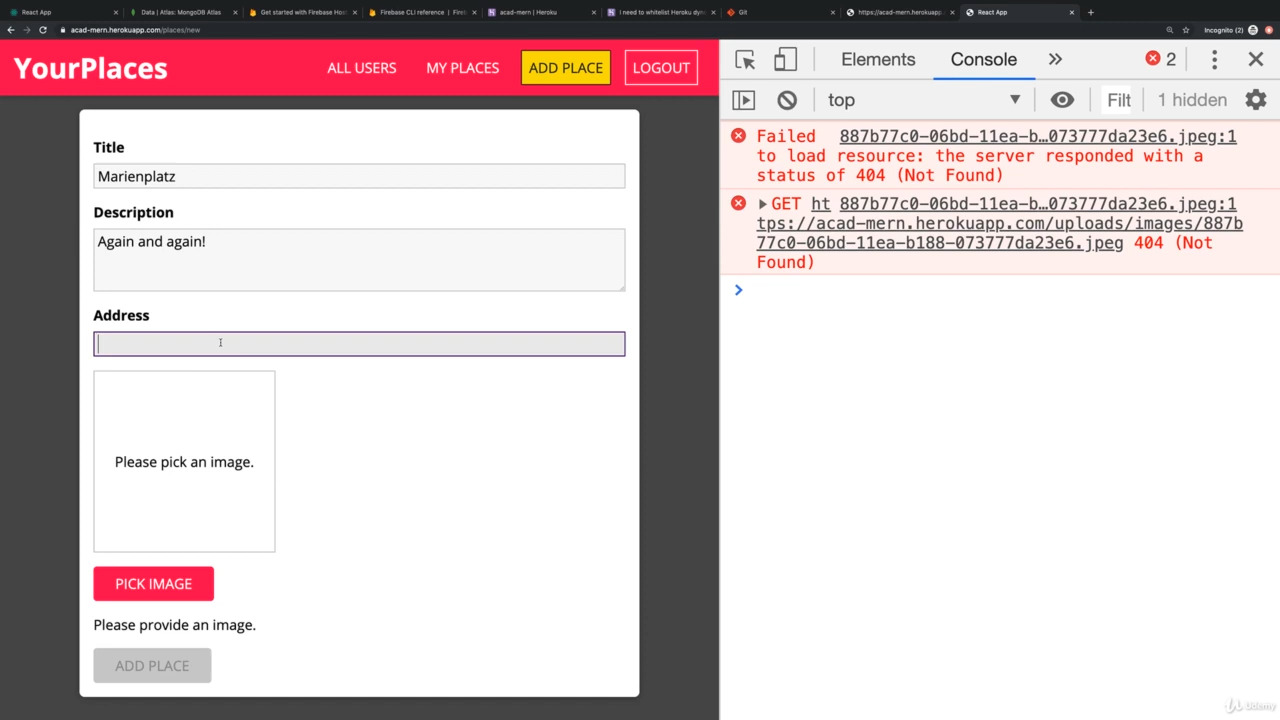 React App
Data | Atlas: MongoDB Atlas
Get started with Firebase Hos
Firebase CLI reference | Fire
acad-mern | Heroku
I need to whitelist Heroku dyn
Git
https://acad-mern.herokuapp.
React App
acad-mern.herokuapp.com/places/new
Incognito (2)
YourPlaces
ALL USERS
MY PLACES
ADD PLACE
LOGOUT
Title
Marienplatz
Description
Again and again!
Address
Please pick an image.
PICK IMAGE
Please provide an image.
ADD PLACE
Elements
Console
2
top
Filt
1 hidden
Failed 887b77c0-06bd-11ea-b…073777da23e6.jpeg:1
to load resource: the server responded with a
status of 404 (Not Found)
GET ht 887b77c0-06bd-11ea-b…073777da23e6.jpeg:1
tps://acad-mern.herokuapp.com/uploads/images/887b
77c0-06bd-11ea-b188-073777da23e6.jpeg 404 (Not
Found)
Udemy